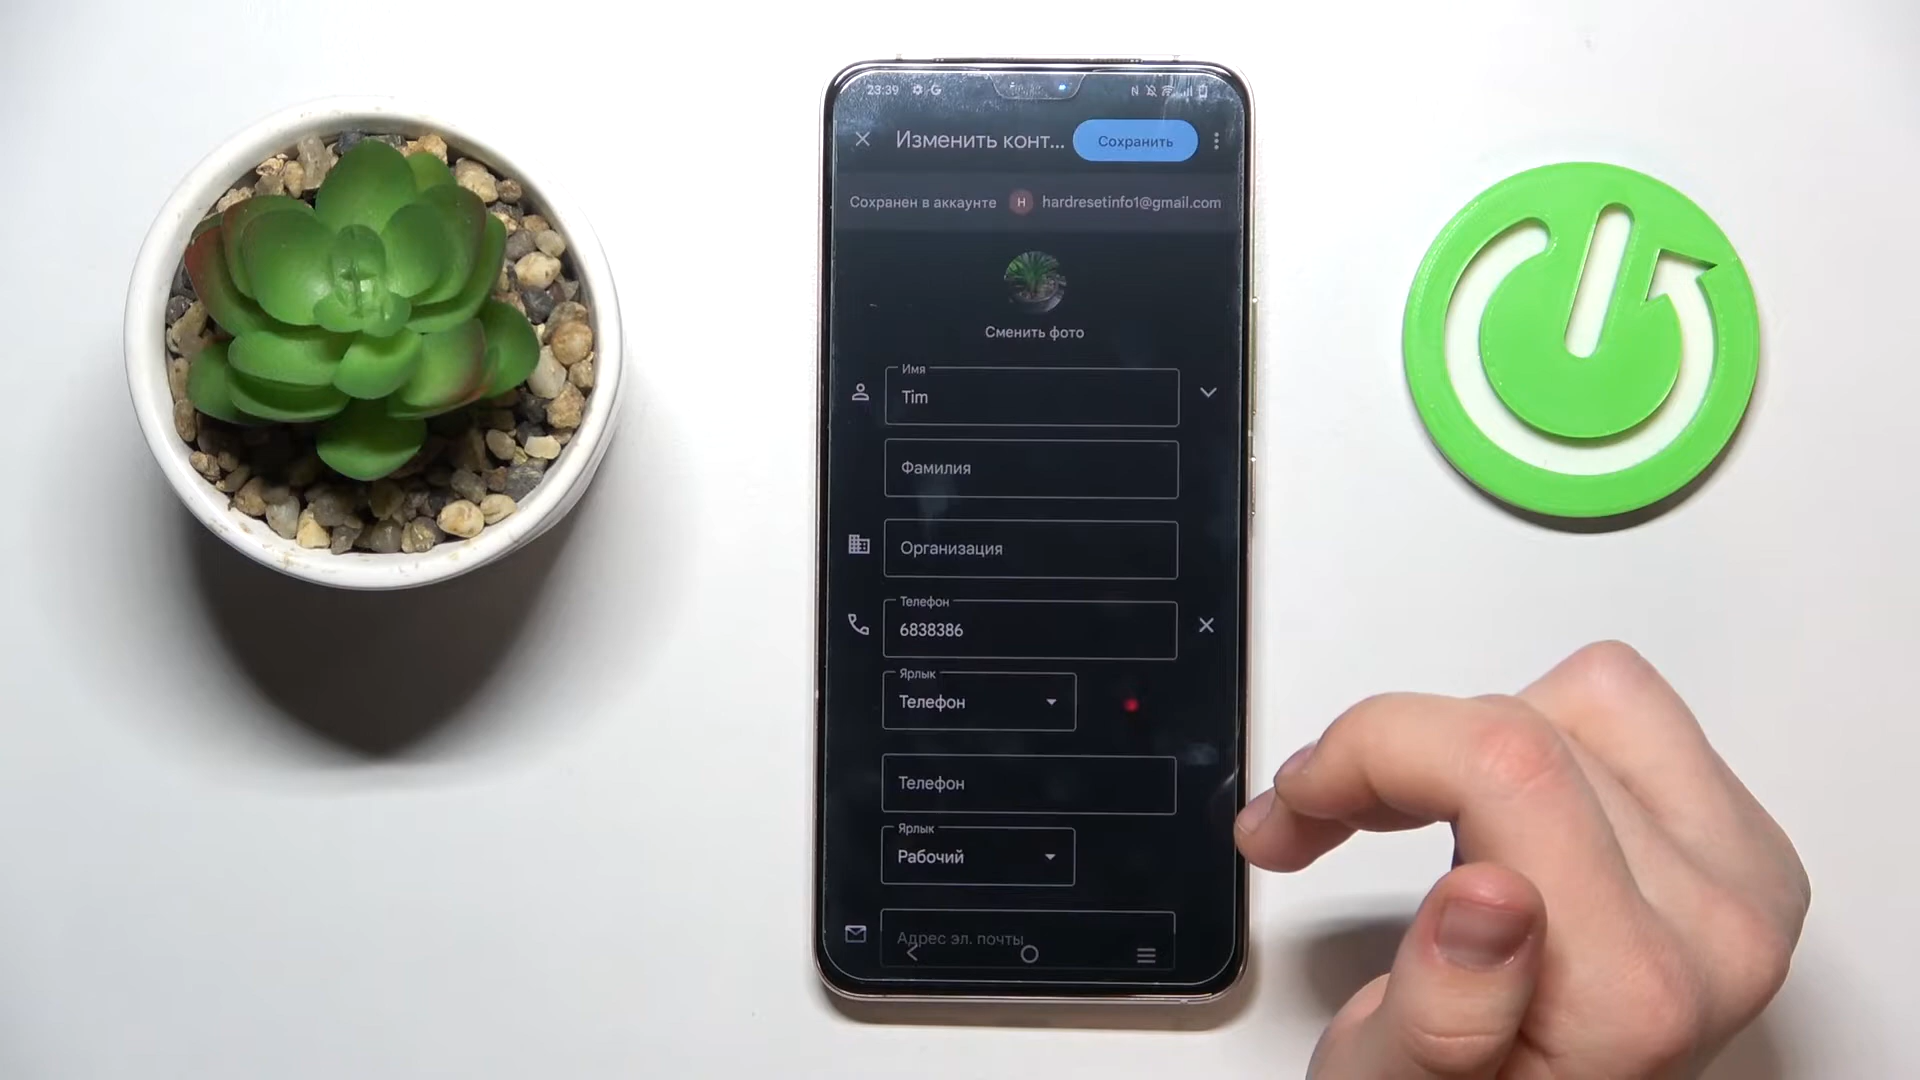 23:39 G N
Изменить конт... Сохранить
Сохранен в аккаунте H hardresetinfo1@gmail.com
Сменить фото
Имя
Tim
Фамилия
Организация
Телефон
6838386
Ярлык
Телефон
Телефон
Ярлык
Рабочий
Адрес эл. почты